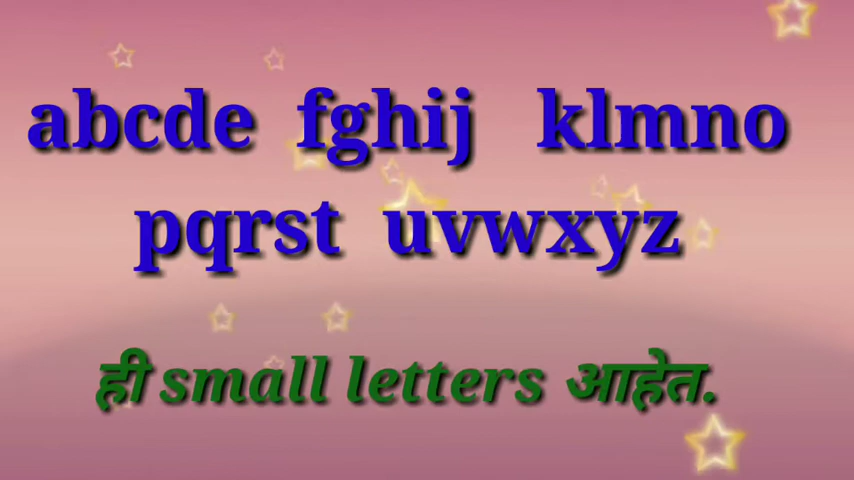 abcde fghij klmno
pqrst uvwxyz
ही small letters आहेत.